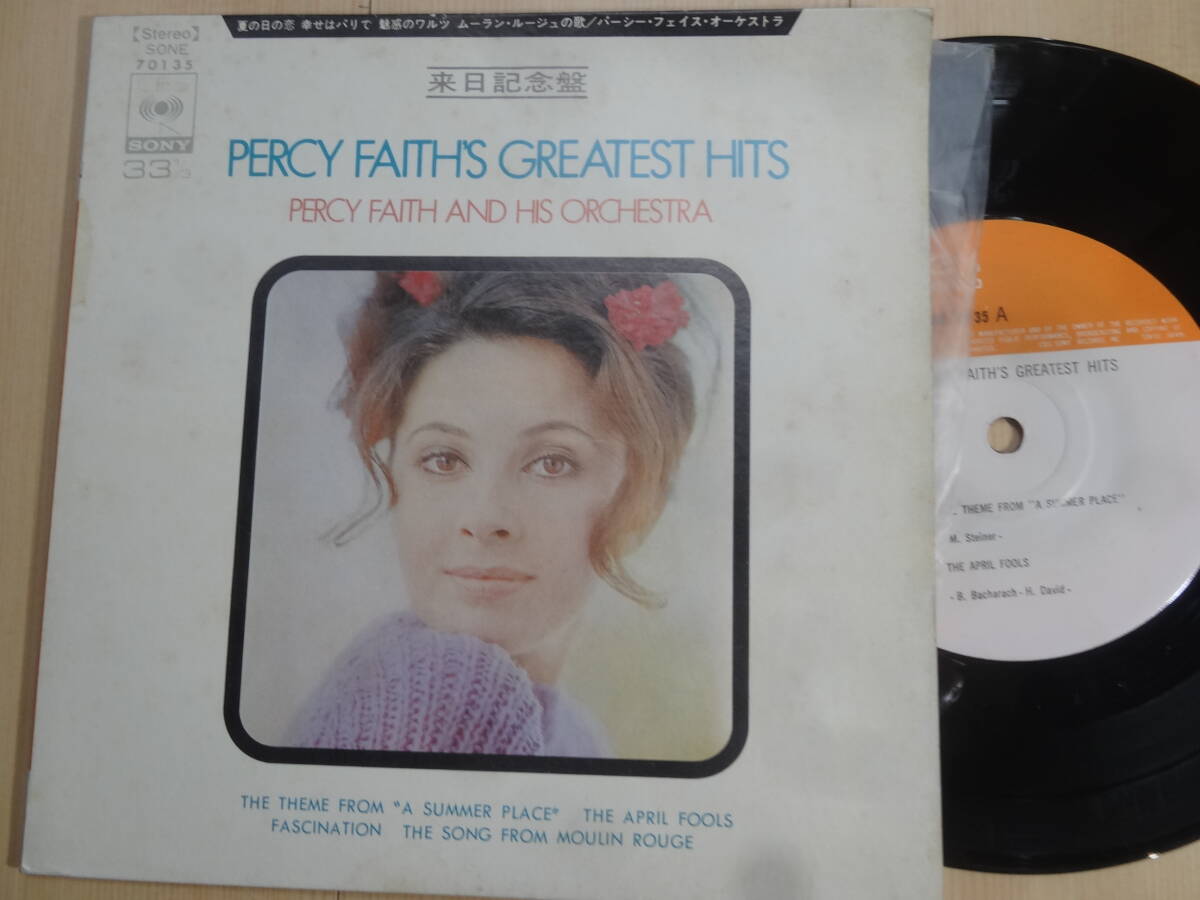 夏の日の恋 幸せはパリで 魅惑のワルツ ムーラン・ルージュの歌/パーシー・フェイス・オーケストラ
【Stereo】
SONE
70135
SONY
33 1/3
来日記念盤
PERCY FAITH'S GREATEST HITS
PERCY FAITH AND HIS ORCHESTRA
THE THEME FROM "A SUMMER PLACE" THE APRIL FOOLS
FASCINATION THE SONG FROM MOULIN ROUGE
35 A
AITH'S GREATEST HITS
THEME FROM "A SUMMER PLACE"
M. Steiner -
THE APRIL FOOLS
- B. Bacharach - H. David -